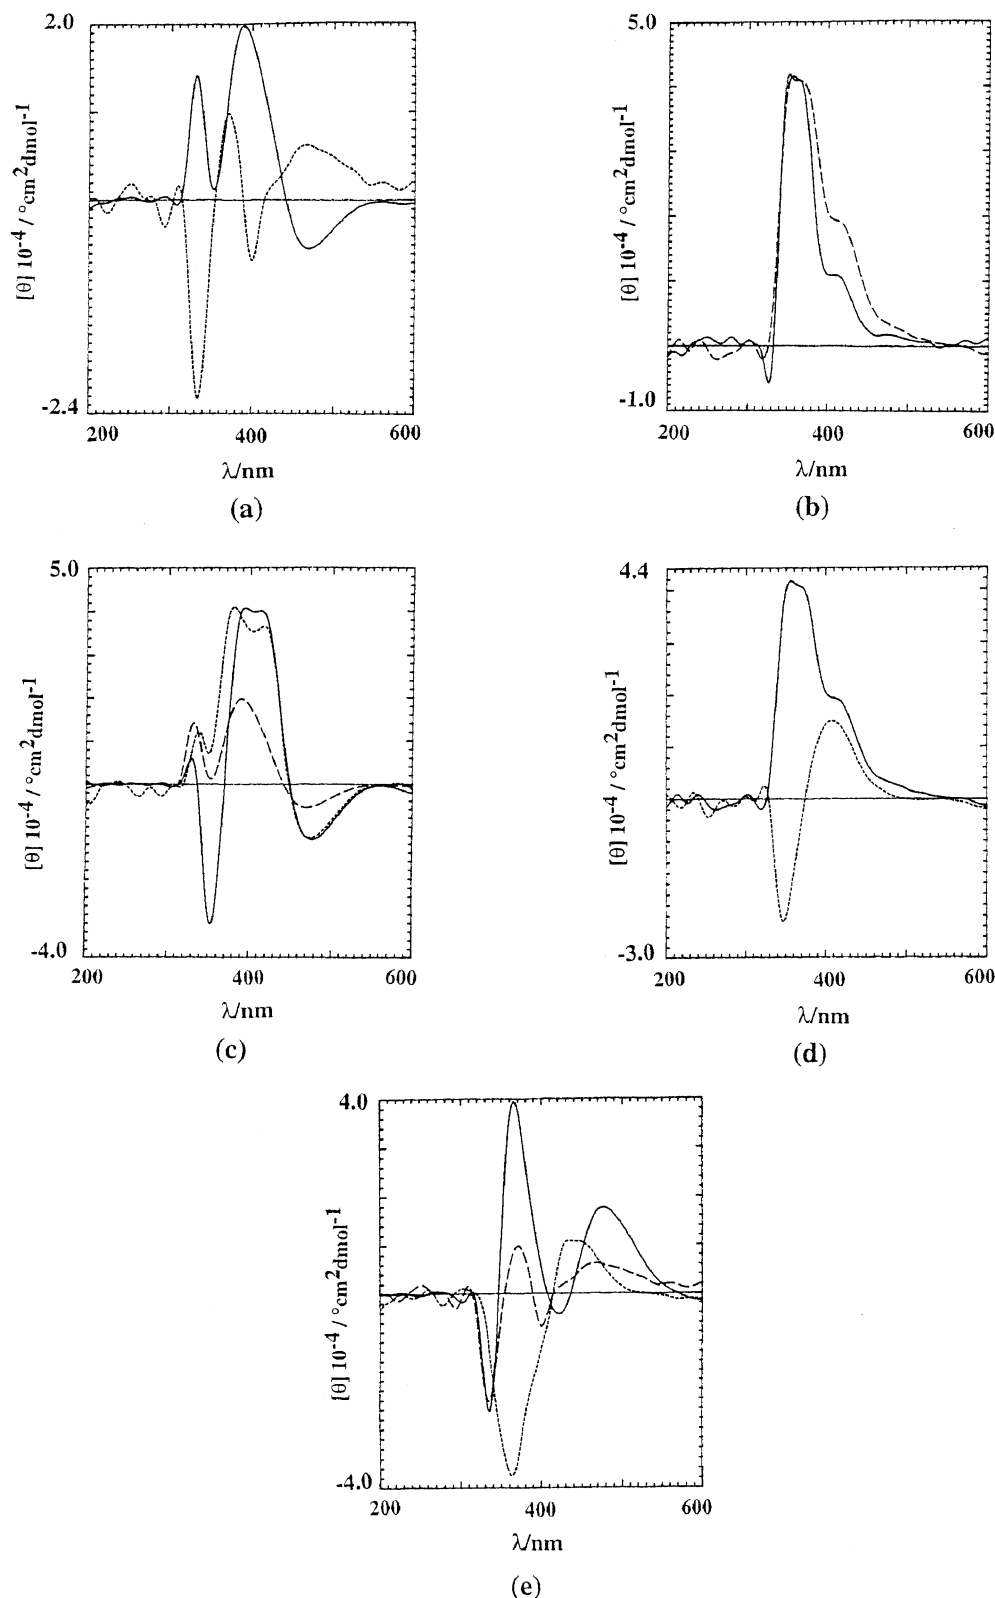 2.0
[θ] 10⁻⁴ / °cm²dmol⁻¹
-2.4
200 400 600
λ/nm
(a)
5.0
[θ] 10⁻⁴ / °cm²dmol⁻¹
-1.0
200 400 600
λ/nm
(b)
5.0
[θ] 10⁻⁴ / °cm²dmol⁻¹
-4.0
200 400 600
λ/nm
(c)
4.4
[θ] 10⁻⁴ / °cm²dmol⁻¹
-3.0
200 400 600
λ/nm
(d)
4.0
[θ] 10⁻⁴ / °cm²dmol⁻¹
-4.0
200 400 600
λ/nm
(e)